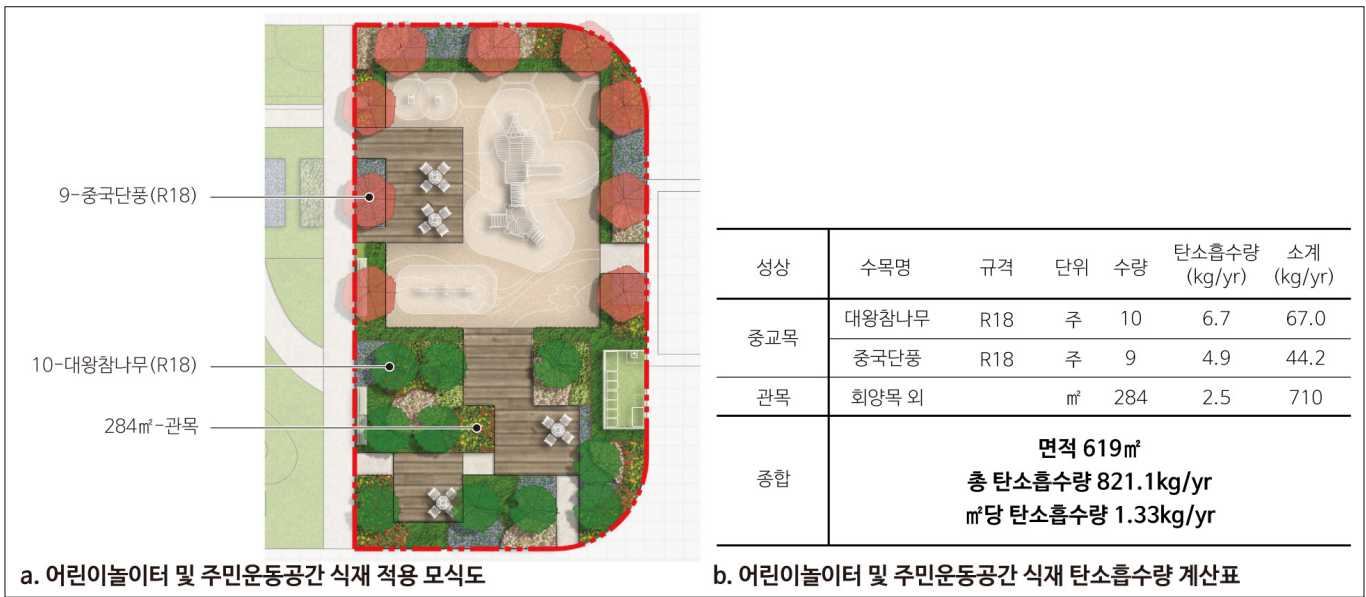 9-중국단풍(R18)
10-대왕참나무(R18)
284㎡-관목
a. 어린이놀이터 및 주민운동공간 식재 적용 모식도
성상 수목명 규격 단위 수량 탄소흡수량 (kg/yr) 소계 (kg/yr)
중교목 대왕참나무 R18 주 10 6.7 67.0
중국단풍 R18 주 9 4.9 44.2
관목 회양목 외 ㎡ 284 2.5 710
종합
면적 619㎡
총 탄소흡수량 821.1kg/yr
㎡당 탄소흡수량 1.33kg/yr
b. 어린이놀이터 및 주민운동공간 식재 탄소흡수량 계산표